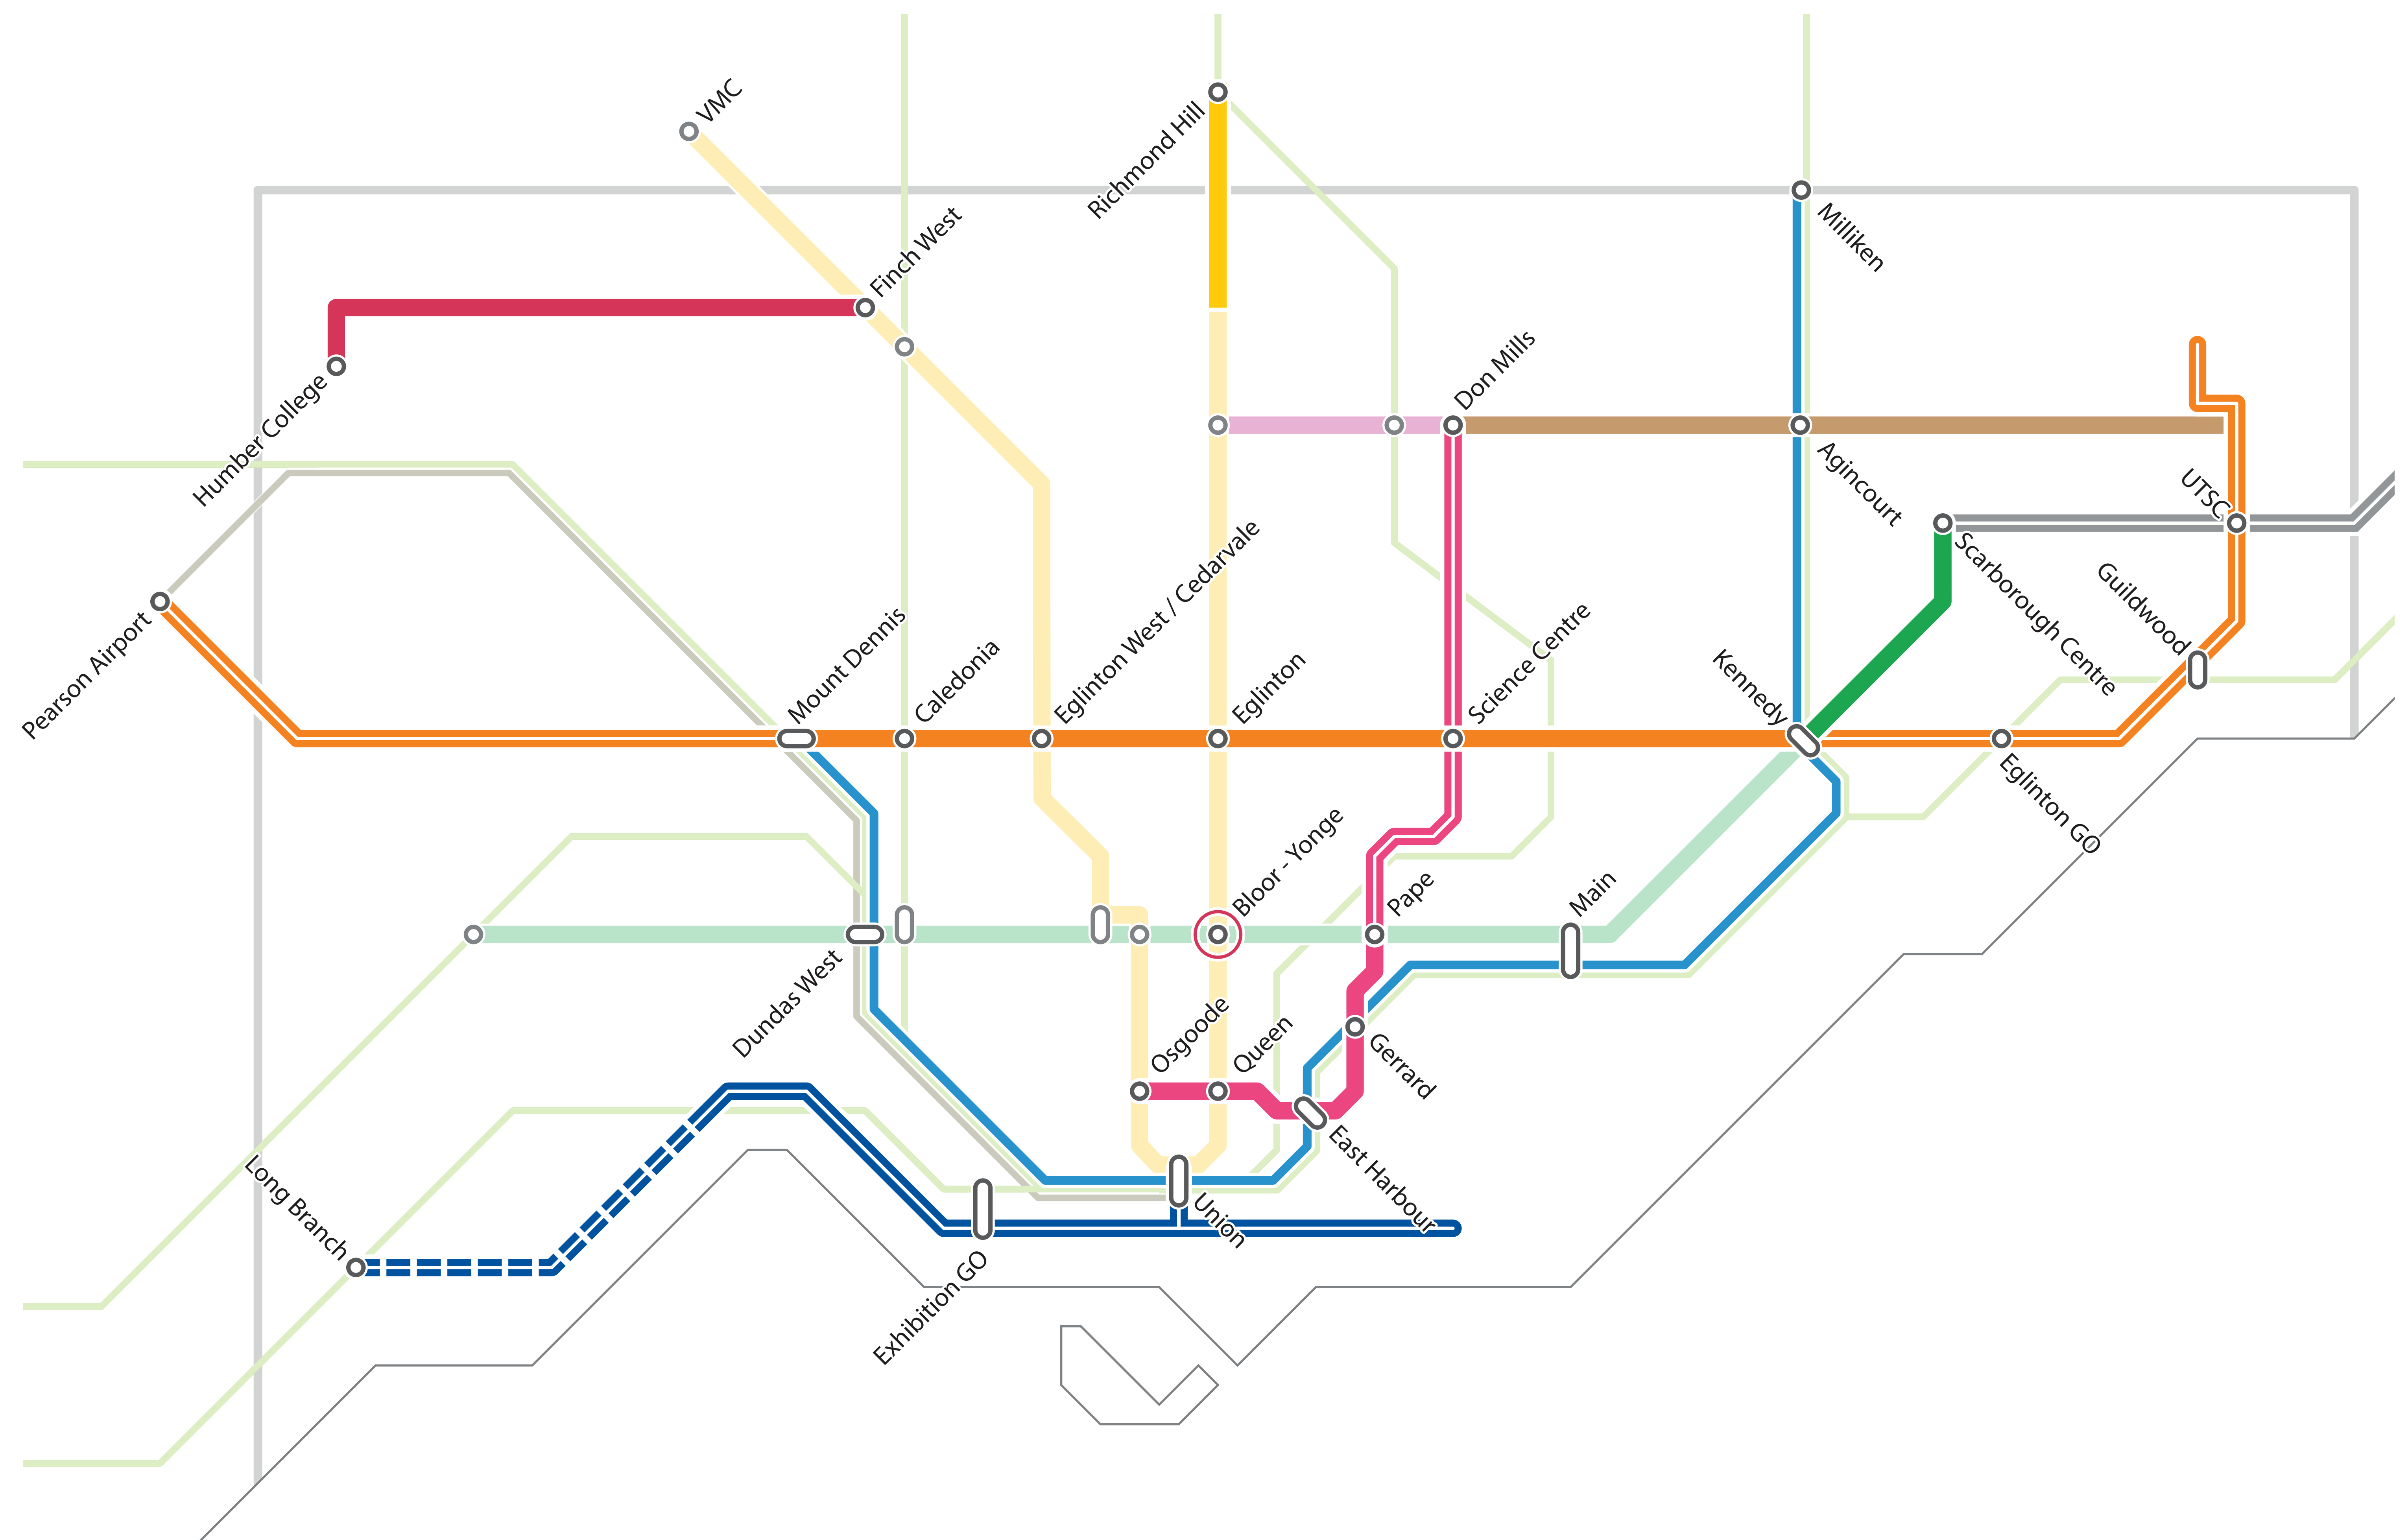 VMC
Richmond Hill
Milliken
Finch West
Humber College
Don Mills
Agincourt
UTSC
Scarborough Centre
Guildwood
Pearson Airport
Mount Dennis
Caledonia
Eglinton West / Cedarvale
Eglinton
Science Centre
Kennedy
Eglinton GO
Bloor - Yonge
Pape
Main
Dundas West
Osgoode
Queen
Gerrard
East Harbour
Long Branch
Union
Exhibition GO